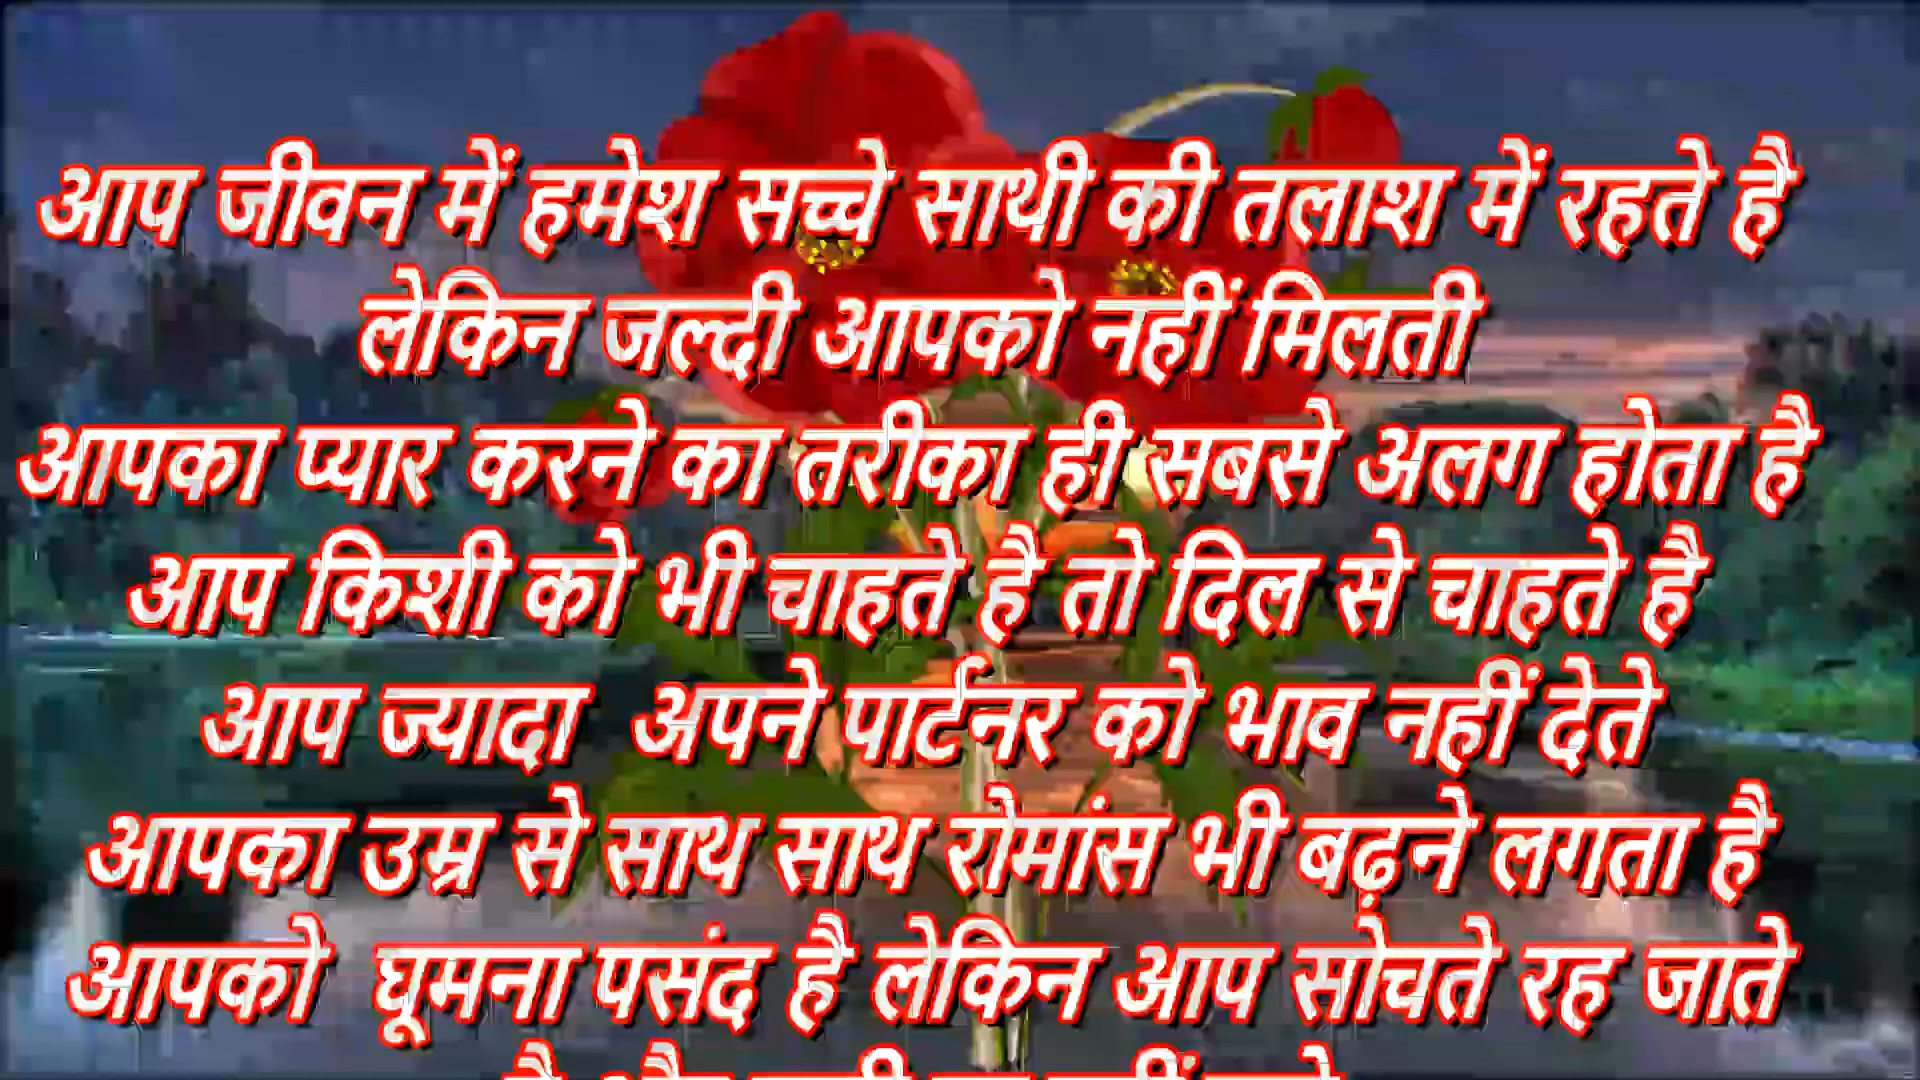 आप जीवन में हमेश सच्चे साथी की तलाश में रहते है
लेकिन जल्दी आपको नहीं मिलती
आपका प्यार करने का तरीका ही सबसे अलग होता है
आप किशी को भी चाहते है तो दिल से चाहते है
आप ज्यादा अपने पार्टनर को भाव नहीं देते
आपका उम्र से साथ साथ रोमांस भी बढ़ने लगता है
आपको घूमना पसंद है लेकिन आप सोचते रह जाते